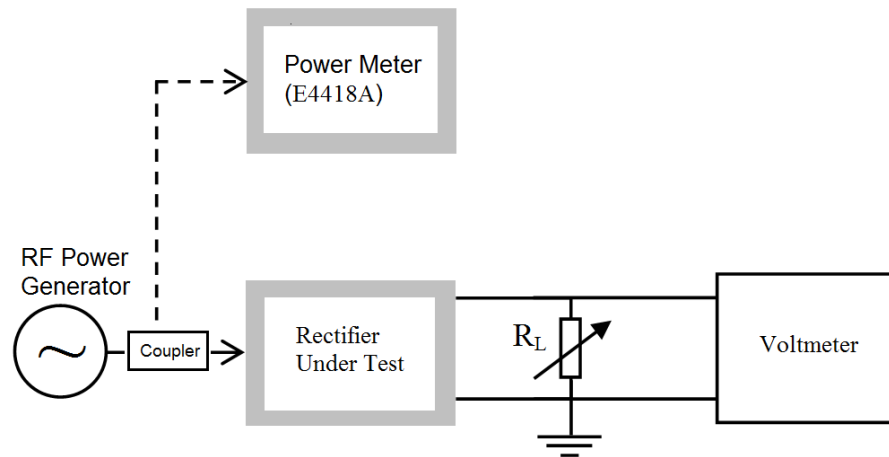 Power Meter
(E4418A)
RF Power
Generator
Coupler
Rectifier
Under Test
RL
Voltmeter